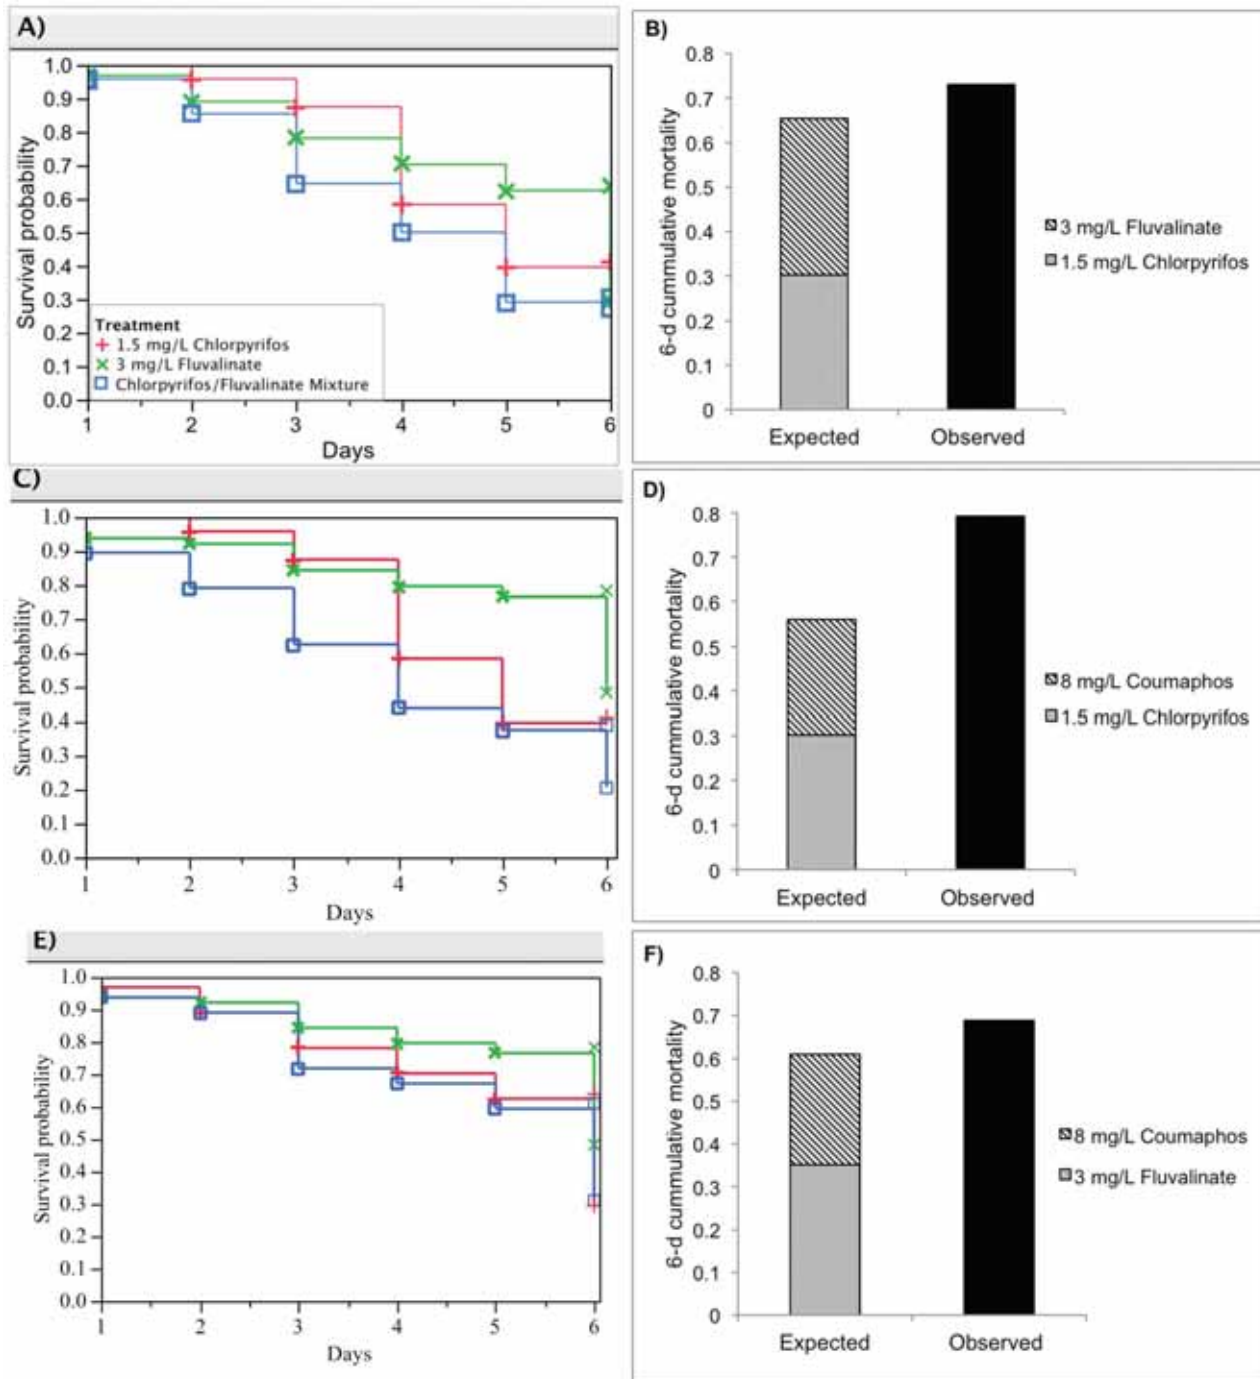 A)
1.0
0.9
0.8
0.7
0.6
0.5
0.4
0.3
0.2
0.1
0.0
Survival probability
Treatment
1.5 mg/L Chlorpyrifos
3 mg/L Fluvalinate
Chlorpyrifos/Fluvalinate Mixture
1 2 3 4 5 6
Days
B)
0.8
0.7
0.6
0.5
0.4
0.3
0.2
0.1
0
6-d cummulative mortality
Expected Observed
3 mg/L Fluvalinate
1.5 mg/L Chlorpyrifos
C)
1.0
0.9
0.8
0.7
0.6
0.5
0.4
0.3
0.2
0.1
0.0
Survival probability
1 2 3 4 5 6
Days
D)
0.8
0.7
0.6
0.5
0.4
0.3
0.2
0.1
0
6-d cummulative mortality
Expected Observed
8 mg/L Coumaphos
1.5 mg/L Chlorpyrifos
E)
1.0
0.9
0.8
0.7
0.6
0.5
0.4
0.3
0.2
0.1
0.0
Survival probability
1 2 3 4 5 6
Days
F)
0.8
0.7
0.6
0.5
0.4
0.3
0.2
0.1
0
6-d cummulative mortality
Expected Observed
8 mg/L Coumaphos
3 mg/L Fluvalinate